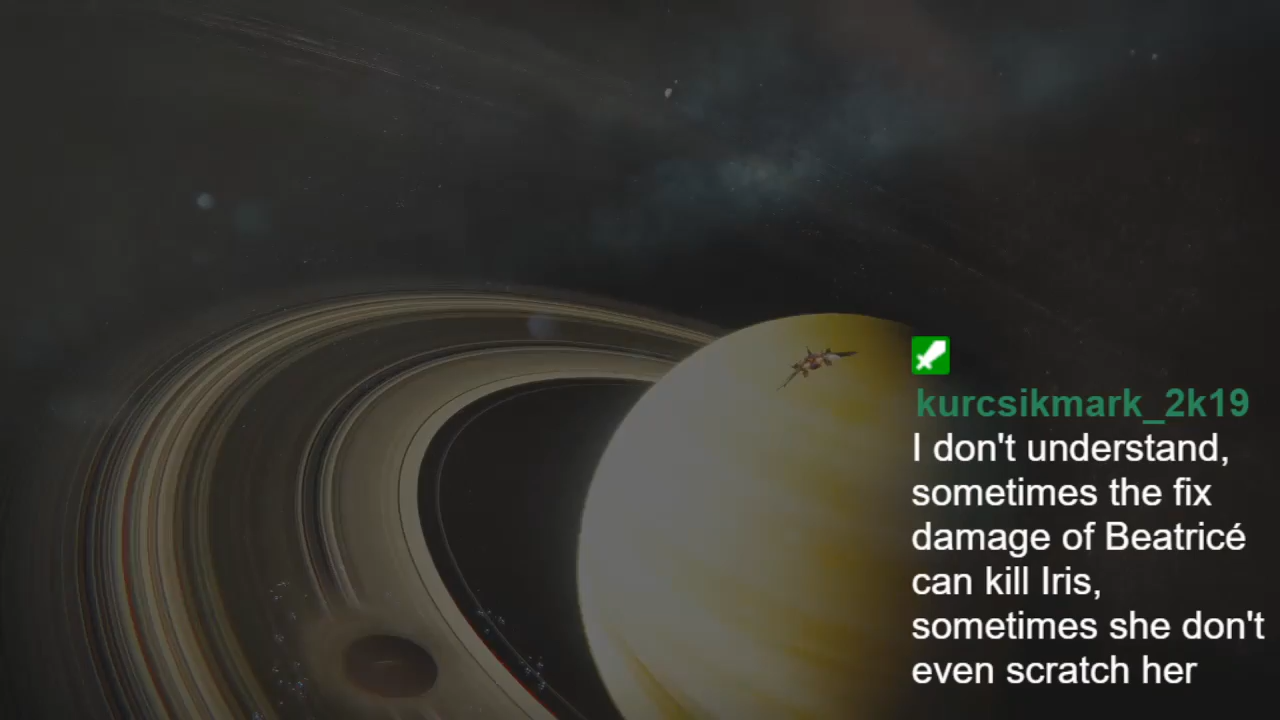 kurcsikmark_2k19
I don't understand,
sometimes the fix
damage of Beatricé
can kill Iris,
sometimes she don't
even scratch her